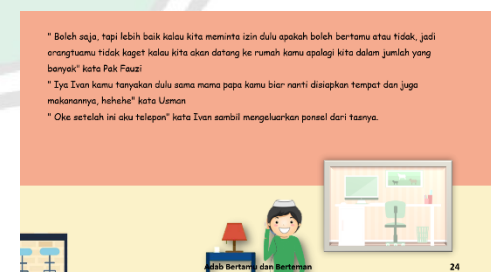 " Boleh saja, tapi lebih baik kalau kita meminta izin dulu apakah boleh bertamu atau tidak, jadi
orangtuamu tidak kaget kalau kita akan datang ke rumah kamu apalagi kita dalam jumlah yang
banyak" kata Pak Fauzi
" Iya Ivan kamu tanyakan dulu sama mama papa kamu biar nanti disiapkan tempat dan juga
makanannya, hehehe" kata Usman
" Oke setelah ini aku telepon" kata Ivan sambil mengeluarkan ponsel dari tasnya.
Adab Bertamu dan Berteman
24